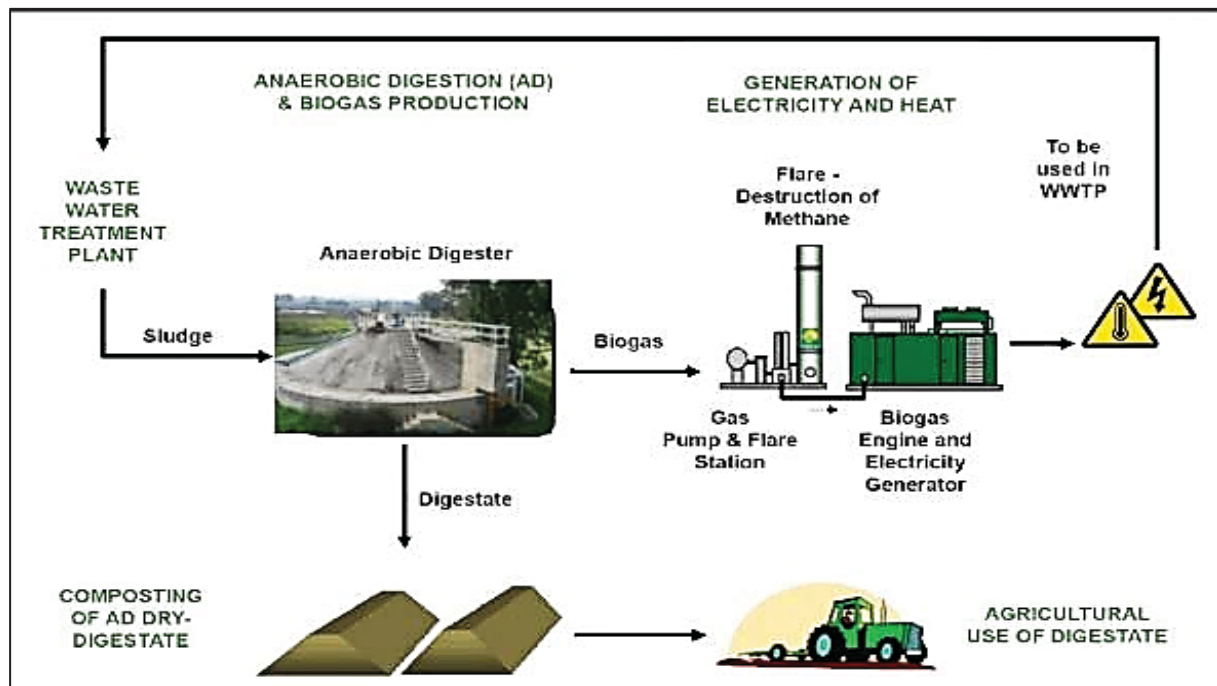 ANAEROBIC DIGESTION (AD)
& BIOGAS PRODUCTION
GENERATION OF
ELECTRICITY AND HEAT
To be
used in
WWTP
WASTE
WATER
TREATMENT
PLANT
Flare -
Destruction of
Methane
Anaerobic Digester
Sludge
Biogas
Gas
Pump & Flare
Station
Biogas
Engine and
Electricity
Generator
Digestate
COMPOSTING
OF AD DRY-
DIGESTATE
AGRICULTURAL
USE OF DIGESTATE